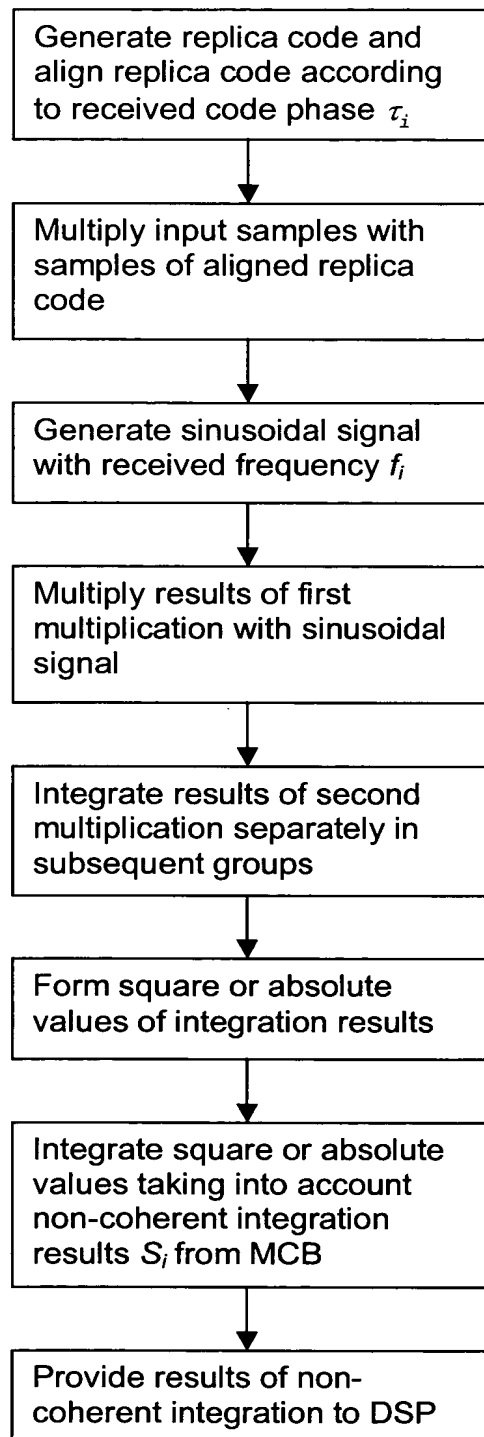 Generate replica code and
align replica code according
to received code phase τi
Multiply input samples with
samples of aligned replica
code
Generate sinusoidal signal
with received frequency fi
Multiply results of first
multiplication with sinusoidal
signal
Integrate results of second
multiplication separately in
subsequent groups
Form square or absolute
values of integration results
Integrate square or absolute
values taking into account
non-coherent integration
results Si from MCB
Provide results of non-
coherent integration to DSP